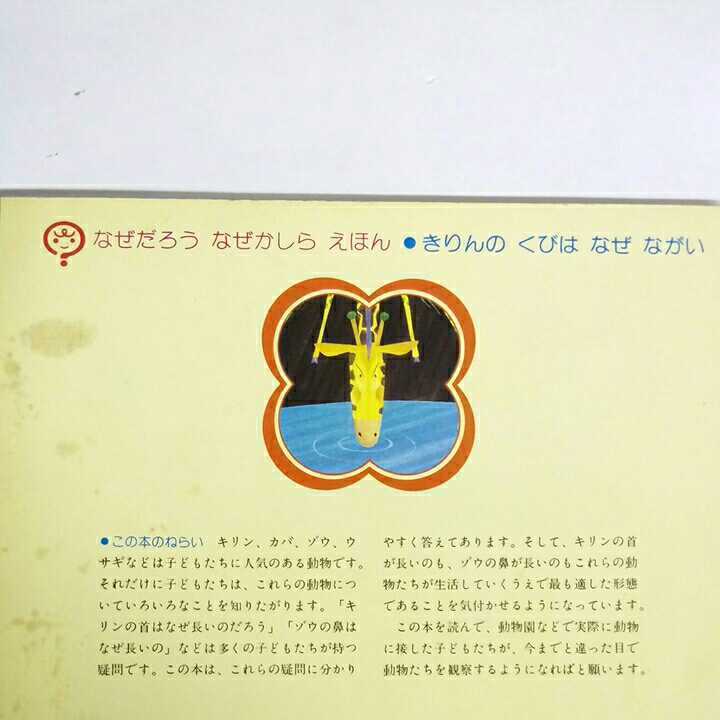 なぜだろう なぜかしら えほん ●きりんの くびは なぜ ながい
●この本のねらい　キリン、カバ、ゾウ、ウ
サギなどは子どもたちに人気のある動物です。
それだけに子どもたちは、これらの動物につ
いていろいろなことを知りたがります。「キ
リンの首はなぜ長いのだろう」「ゾウの鼻は
なぜ長いの」などは多くの子どもたちが持つ
疑問です。この本は、これらの疑問に分かり
やすく答えてあります。そして、キリンの首
が長いのも、ゾウの鼻が長いのもこれらの動
物たちが生活していくうえで最も適した形態
であることを気付かせるようになっています。
　この本を読んで、動物園などで実際に動物
に接した子どもたちが、今までと違った目で
動物たちを観察するようになればと願います。